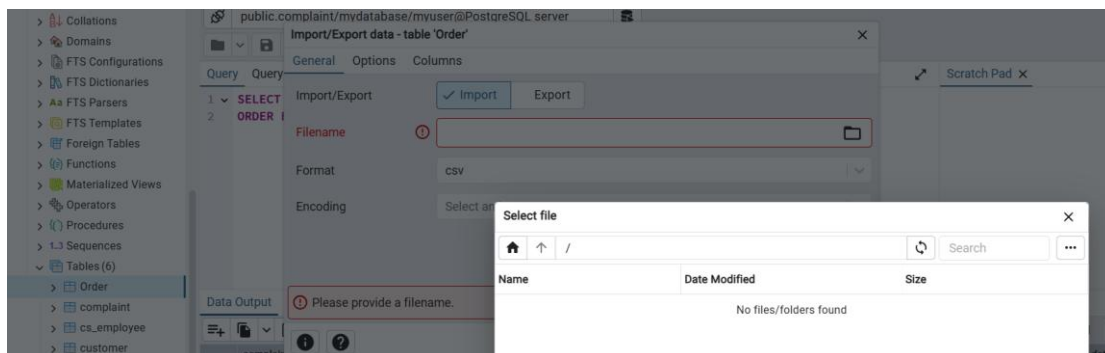 Collations
Domains
FTS Configurations
FTS Dictionaries
FTS Parsers
FTS Templates
Foreign Tables
Functions
Materialized Views
Operators
Procedures
Sequences
Tables (6)
Order
complaint
cs_employee
customer
public.complaint/mydatabase/myuser@PostgreSQL server
Query Query
1 SELECT
2 ORDER
Data Output
Scratch Pad
Import/Export data - table 'Order'
General Options Columns
Import/Export Import Export
Filename
Format csv
Encoding Select an
Please provide a filename.
Select file
/ Search
Name Date Modified Size
No files/folders found